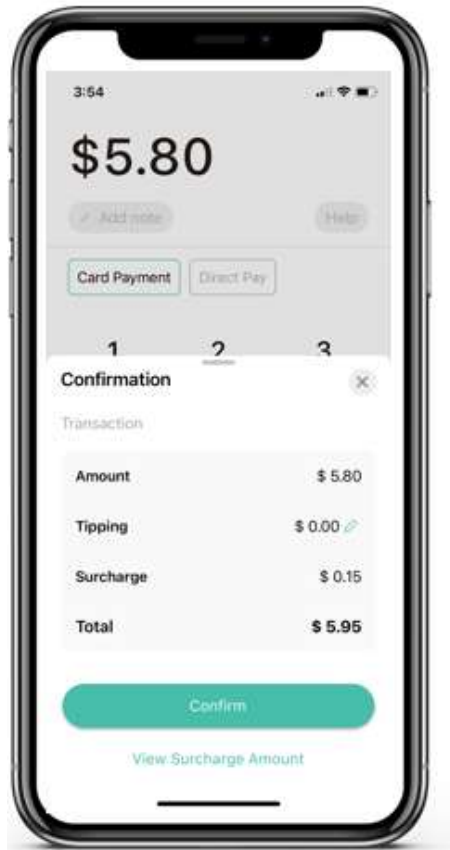 3:54
$5.80
Add note
Help
Card Payment
Direct Pay
1 2 3
Confirmation
Transaction
Amount $ 5.80
Tipping $ 0.00
Surcharge $ 0.15
Total $ 5.95
Confirm
View Surcharge Amount